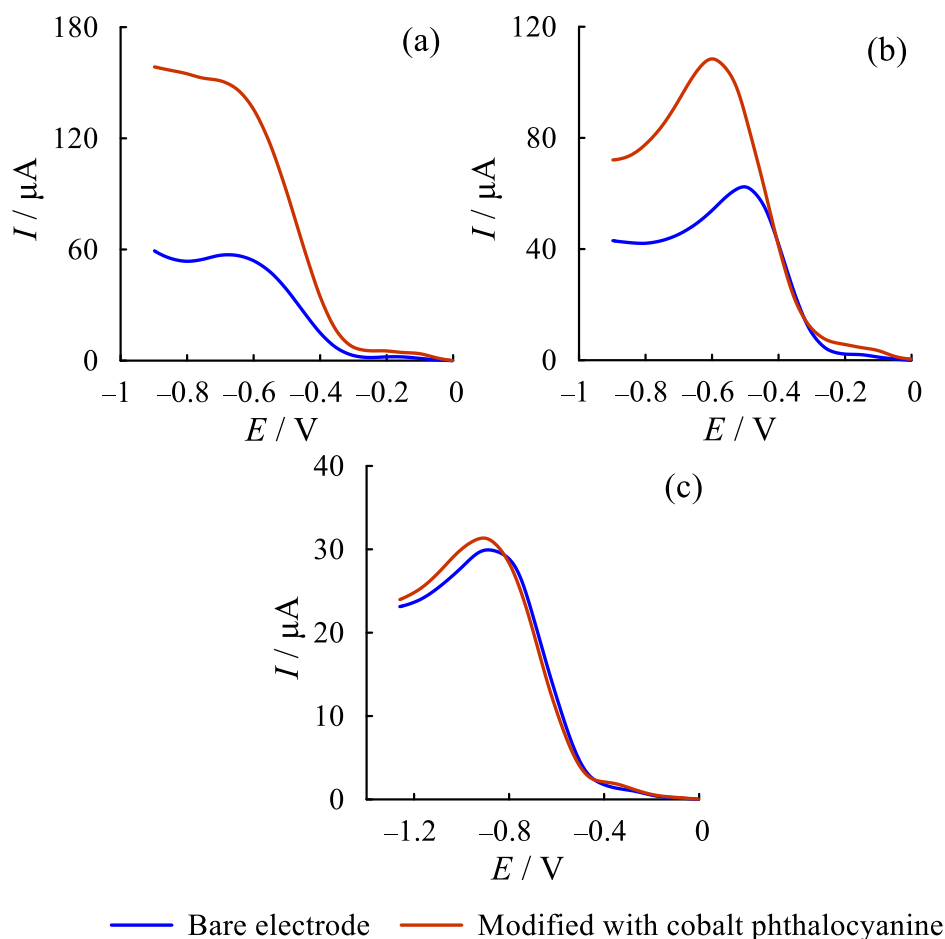 180
(a)
120
60
0
I / μA
–1 –0.8 –0.6 –0.4 –0.2 0
E / V
120
(b)
80
40
0
I / μA
–1 –0.8 –0.6 –0.4 –0.2 0
E / V
40
(c)
30
20
10
0
I / μA
–1.2 –0.8 –0.4 0
E / V
Bare electrode Modified with cobalt phthalocyanine